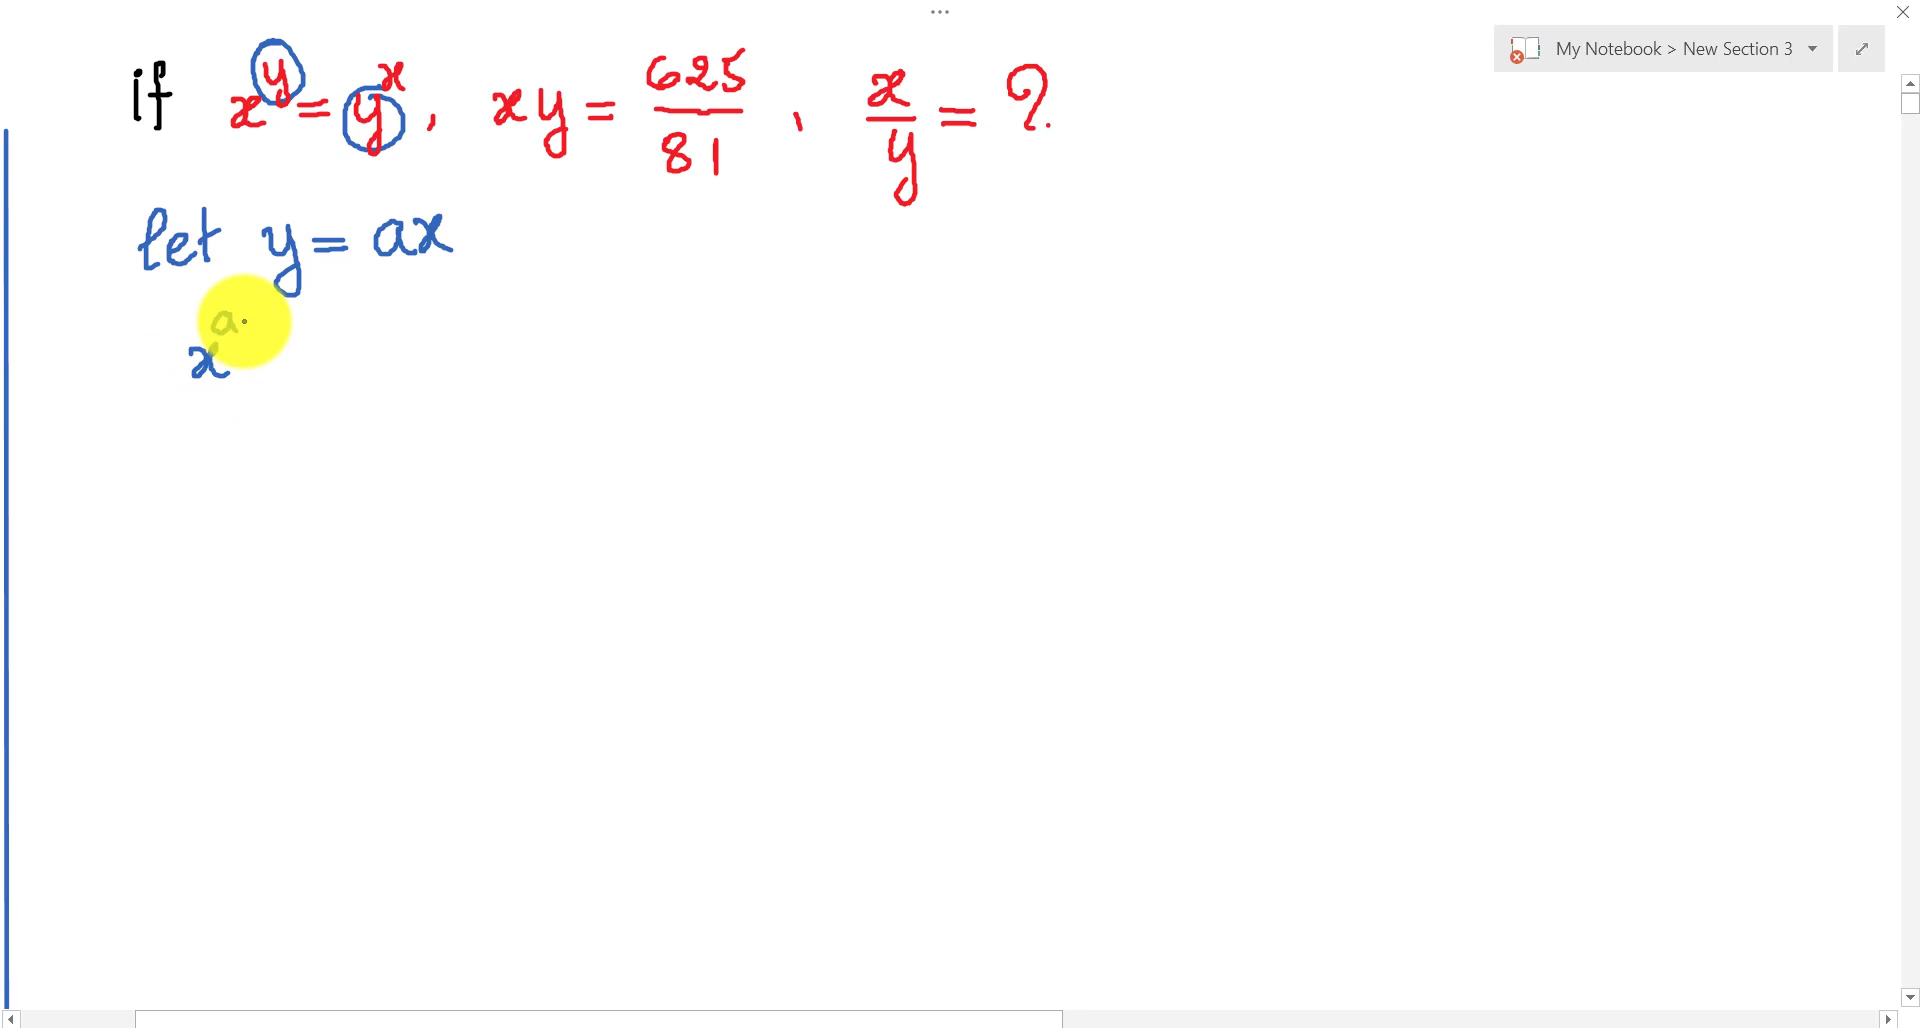 My Notebook > New Section 3
if x^y = y^x, xy = 625/81, x/y = ?
let y = ax
x^a